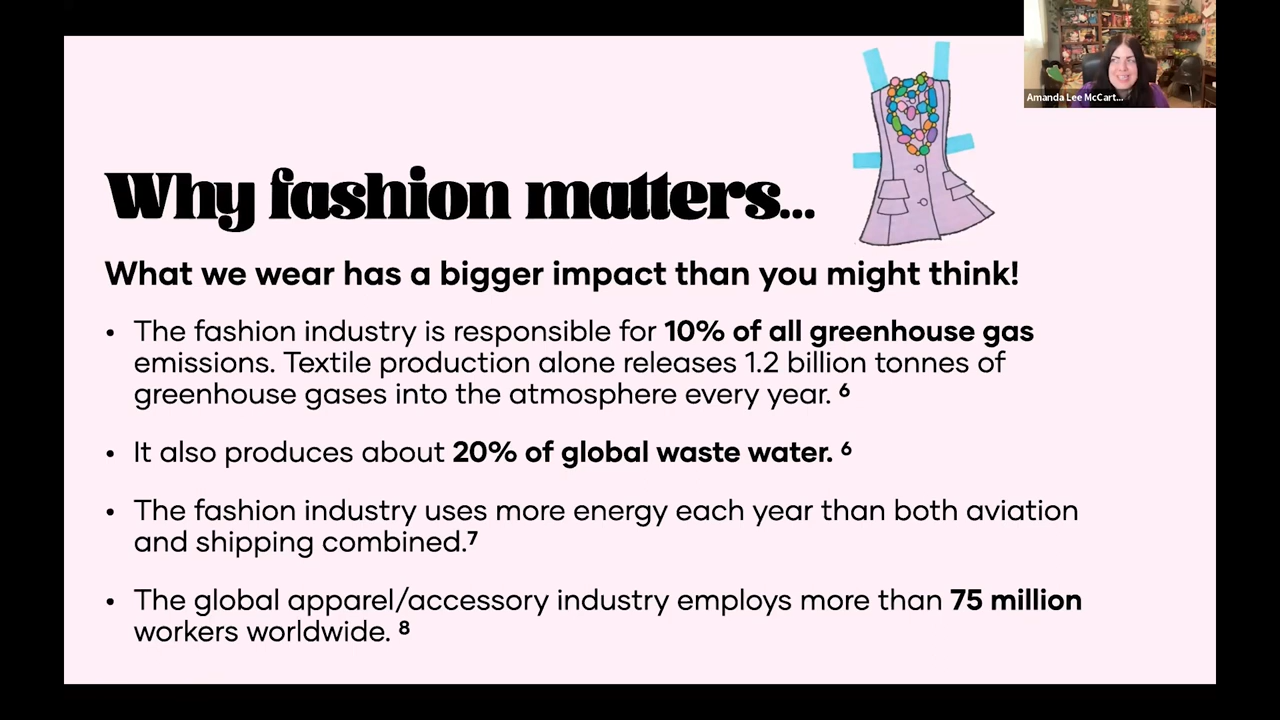 Amanda Lee McCart...
Why fashion matters...
What we wear has a bigger impact than you might think!
• The fashion industry is responsible for 10% of all greenhouse gas
emissions. Textile production alone releases 1.2 billion tonnes of
greenhouse gases into the atmosphere every year. ⁶
• It also produces about 20% of global waste water. ⁶
• The fashion industry uses more energy each year than both aviation
and shipping combined.⁷
• The global apparel/accessory industry employs more than 75 million
workers worldwide. ⁸